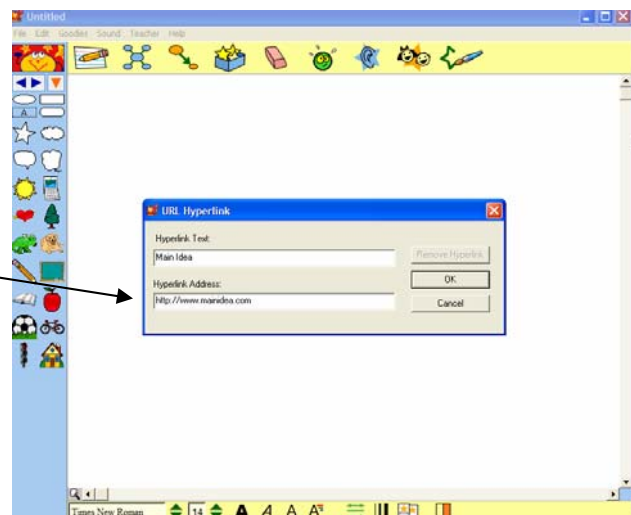 Untitled
File Edit Goodies Sound Teacher Help
A
URL Hyperlink
Hyperlink Text:
Main Idea
Remove Hyperlink
Hyperlink Address:
OK
http://www.mainidea.com
Cancel
Times New Roman 14 A A A A